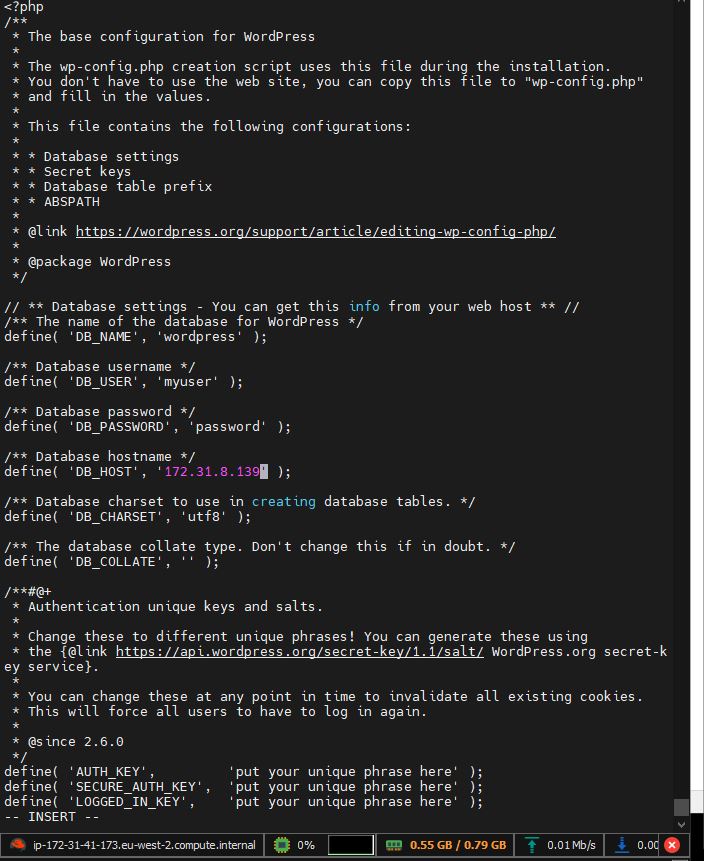 <?php
/**
 * The base configuration for WordPress
 *
 * The wp-config.php creation script uses this file during the installation.
 * You don't have to use the web site, you can copy this file to "wp-config.php"
 * and fill in the values.
 *
 * This file contains the following configurations:
 *
 * * Database settings
 * * Secret keys
 * * Database table prefix
 * * ABSPATH
 *
 * @link https://wordpress.org/support/article/editing-wp-config-php/
 *
 * @package WordPress
 */

// ** Database settings - You can get this info from your web host ** //
/** The name of the database for WordPress */
define( 'DB_NAME', 'wordpress' );

/** Database username */
define( 'DB_USER', 'myuser' );

/** Database password */
define( 'DB_PASSWORD', 'password' );

/** Database hostname */
define( 'DB_HOST', '172.31.8.139' );

/** Database charset to use in creating database tables. */
define( 'DB_CHARSET', 'utf8' );

/** The database collate type. Don't change this if in doubt. */
define( 'DB_COLLATE', '' );

/**#@+
 * Authentication unique keys and salts.
 *
 * Change these to different unique phrases! You can generate these using
 * the {@link https://api.wordpress.org/secret-key/1.1/salt/ WordPress.org secret-k
ey service}.
 *
 * You can change these at any point in time to invalidate all existing cookies.
 * This will force all users to have to log in again.
 *
 * @since 2.6.0
 */
define( 'AUTH_KEY',         'put your unique phrase here' );
define( 'SECURE_AUTH_KEY',  'put your unique phrase here' );
define( 'LOGGED_IN_KEY',    'put your unique phrase here' );
-- INSERT --
ip-172-31-41-173.eu-west-2.compute.internal 0% 0.55 GB / 0.79 GB 0.01 Mb/s 0.00